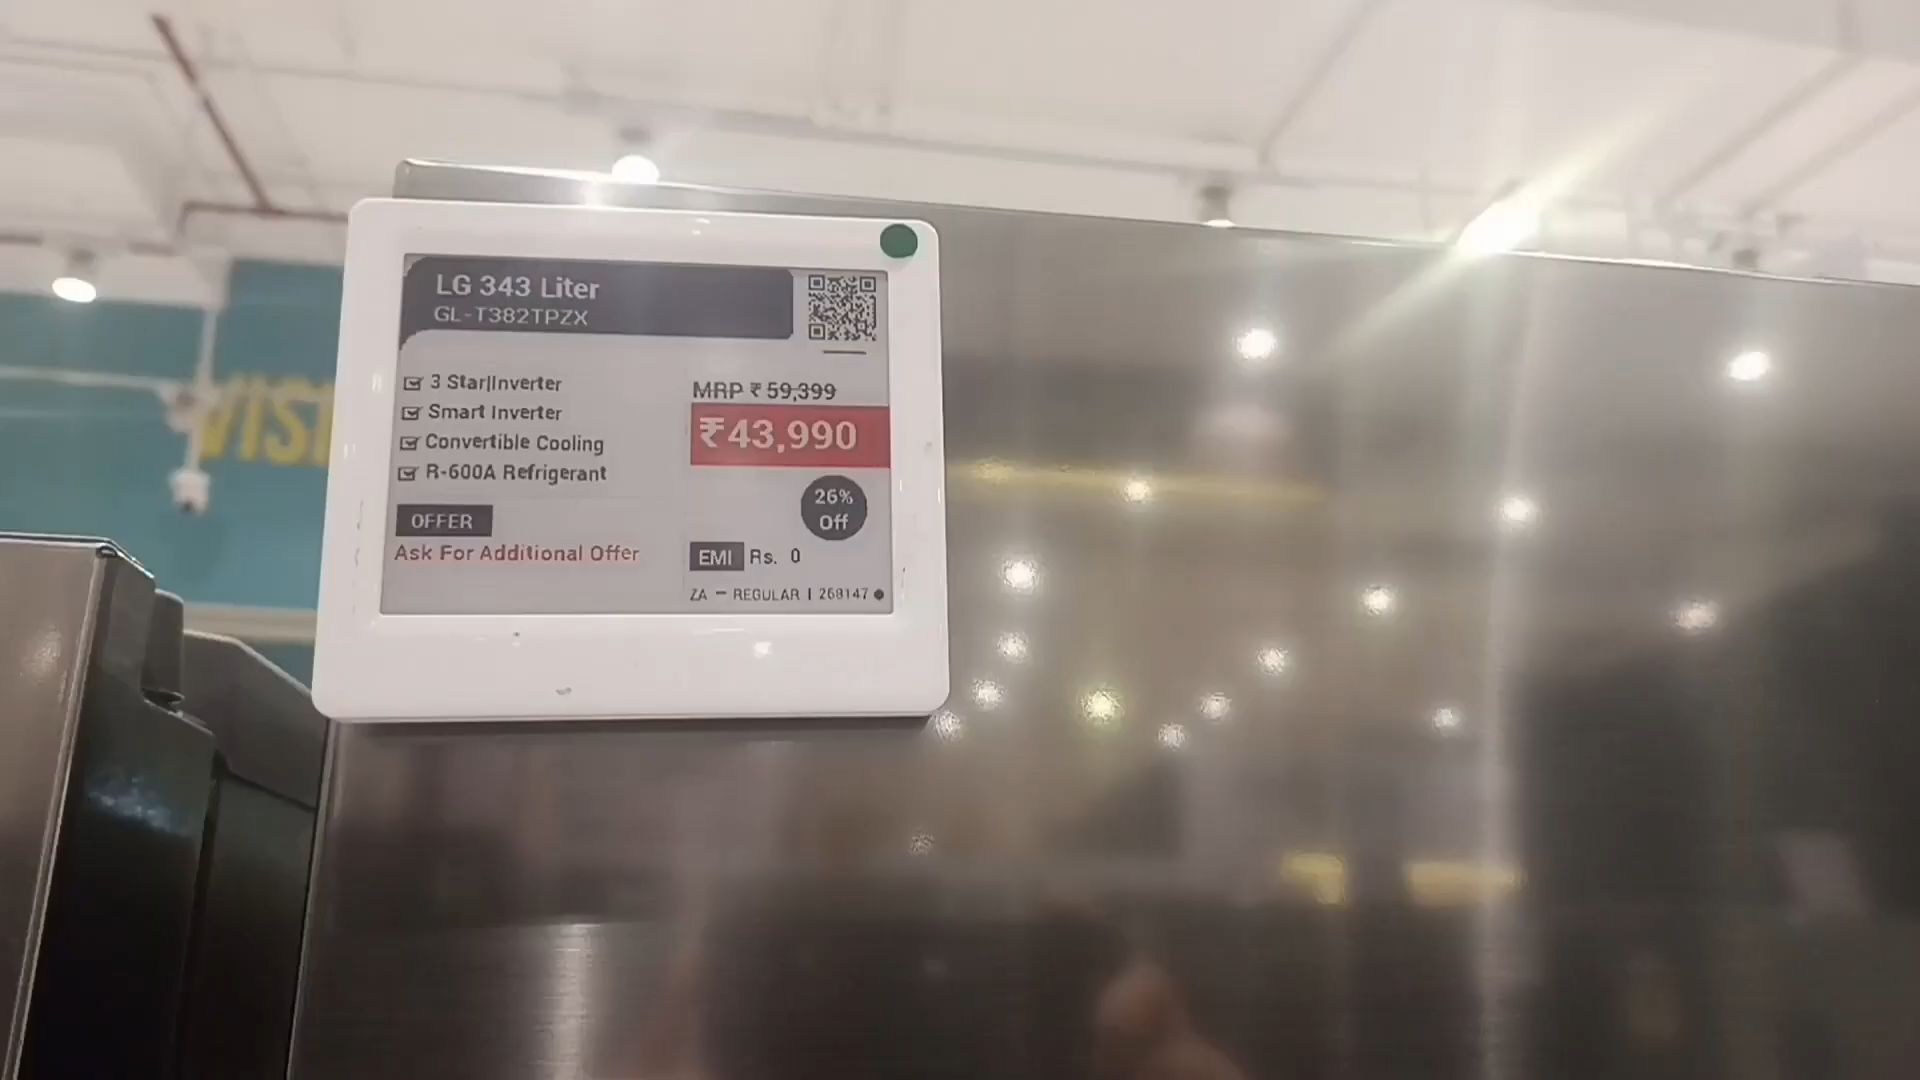 LG 343 Liter
GL-T382TPZX
3 Star|Inverter
Smart Inverter
Convertible Cooling
R-600A Refrigerant
MRP ₹ 59,399
₹43,990
26%
Off
OFFER
Ask For Additional Offer
EMI Rs. 0
ZA - REGULAR | 268147